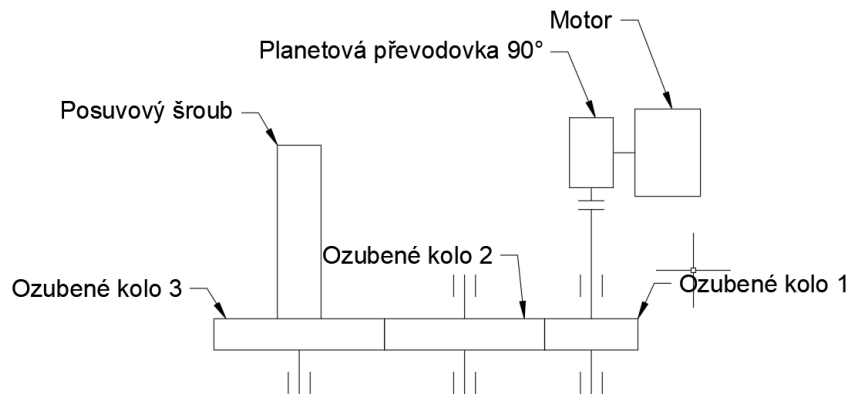 Motor
Planetová převodovka 90°
Posuvový šroub
Ozubené kolo 2
Ozubené kolo 3
Ozubené kolo 1